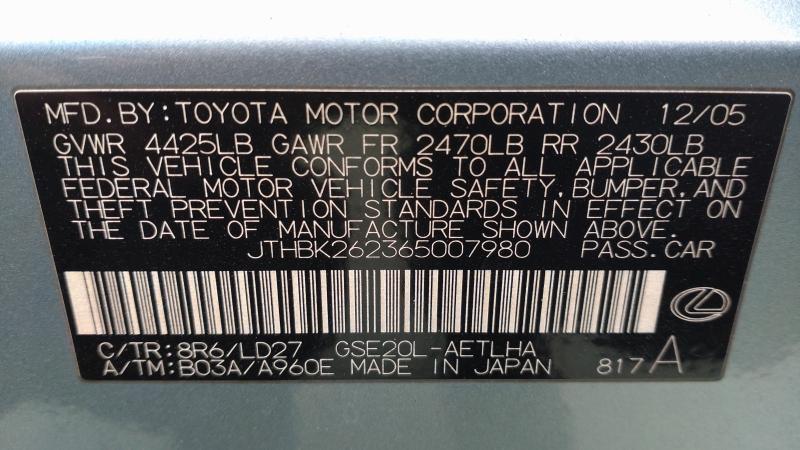 MFD.BY:TOYOTA MOTOR CORPORATION 12/05
GVWR 4425LB GAWR FR 2470LB RR 2430LB
THIS VEHICLE CONFORMS TO ALL APPLICABLE
FEDERAL MOTOR VEHICLE SAFETY,BUMPER,AND
THEFT PREVENTION STANDARDS IN EFFECT ON
THE DATE OF MANUFACTURE SHOWN ABOVE.
JTHBK262365007980 PASS.CAR
C/TR:8R6/LD27 GSE20L-AETLHA
A/TM:B03A/A960E MADE IN JAPAN 817A